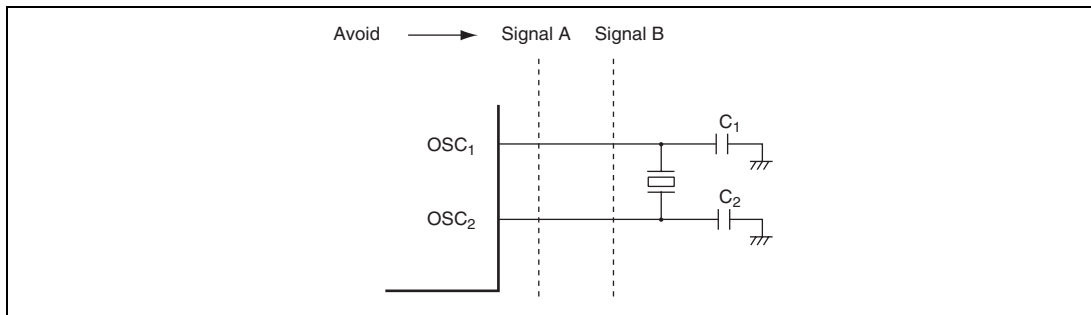 Avoid Signal A Signal B
C₁
OSC₁
C₂
OSC₂